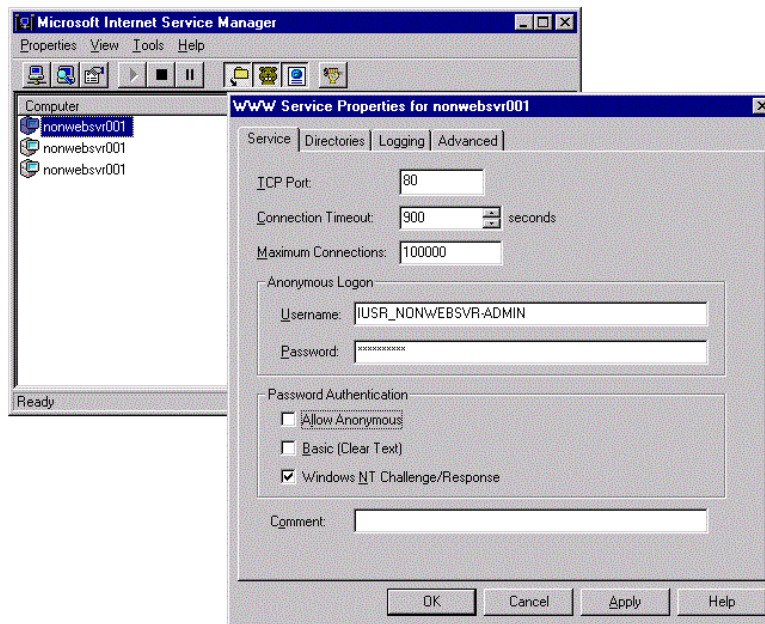 Microsoft Internet Service Manager
Properties View Tools Help
Computer
nonwebsvr001
nonwebsvr001
nonwebsvr001
Ready
WWW Service Properties for nonwebsvr001
Service Directories Logging Advanced
TCP Port: 80
Connection Timeout: 900 seconds
Maximum Connections: 100000
Anonymous Logon
Username: IUSR_NONWEBSVR-ADMIN
Password: **********
Password Authentication
Allow Anonymous
Basic (Clear Text)
Windows NT Challenge/Response
Comment:
OK Cancel Apply Help